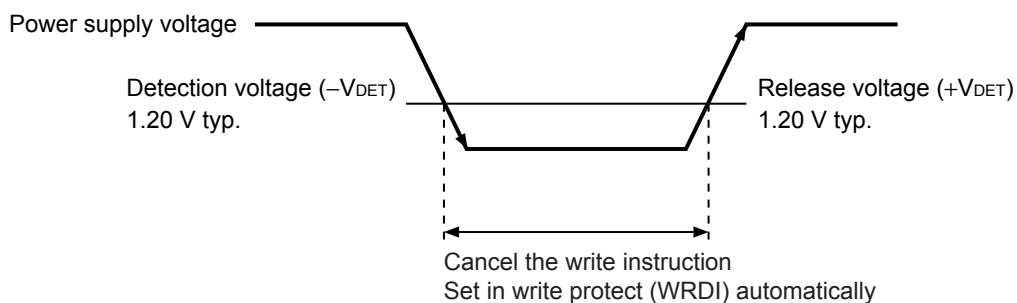 Power supply voltage
Detection voltage (−VDET)
1.20 V typ.
Release voltage (+VDET)
1.20 V typ.
Cancel the write instruction
Set in write protect (WRDI) automatically